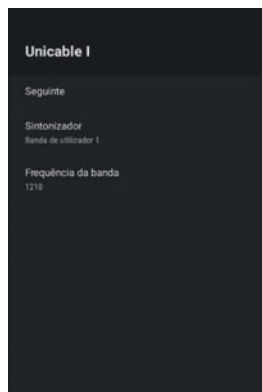 Unicable I
Seguinte
Sintonizador
Banda de utilizador 1
Frequência da banda
1210